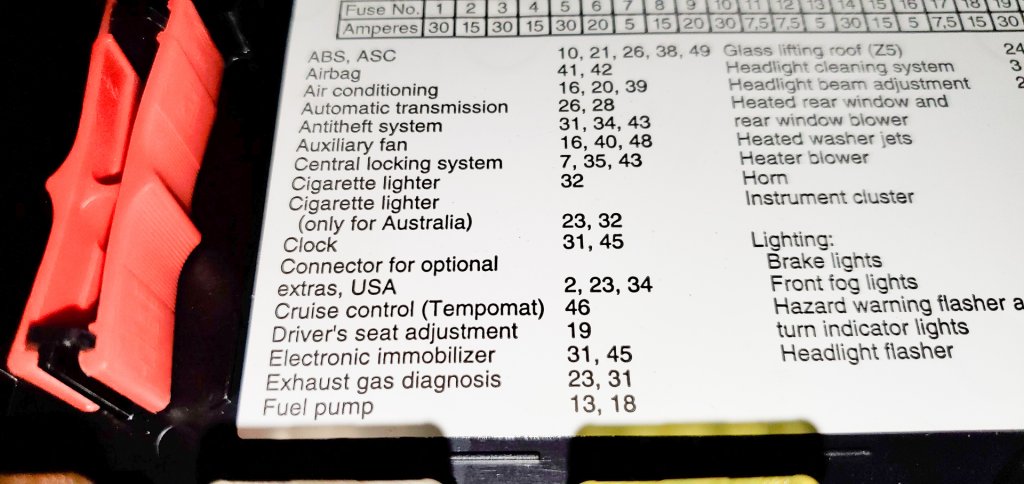 Fuse No. 1 2 3 4 5 6 7 8 9 10 11 12 13 14 15 16 17 18 19
Amperes 30 15 30 15 30 20 5 15 20 30 7,5 7,5 5 30 15 5 7,5 15 30
ABS, ASC 10, 21, 26, 38, 49
Airbag 41, 42
Air conditioning 16, 20, 39
Automatic transmission 26, 28
Antitheft system 31, 34, 43
Auxiliary fan 16, 40, 48
Central locking system 7, 35, 43
Cigarette lighter 32
Cigarette lighter
(only for Australia) 23, 32
Clock 31, 45
Connector for optional
extras, USA 2, 23, 34
Cruise control (Tempomat) 46
Driver's seat adjustment 19
Electronic immobilizer 31, 45
Exhaust gas diagnosis 23, 31
Fuel pump 13, 18
Glass lifting roof (Z5) 24
Headlight cleaning system 3
Headlight beam adjustment 2
Heated rear window and
rear window blower
Heated washer jets
Heater blower
Horn
Instrument cluster
Lighting:
Brake lights
Front fog lights
Hazard warning flasher a
turn indicator lights
Headlight flasher